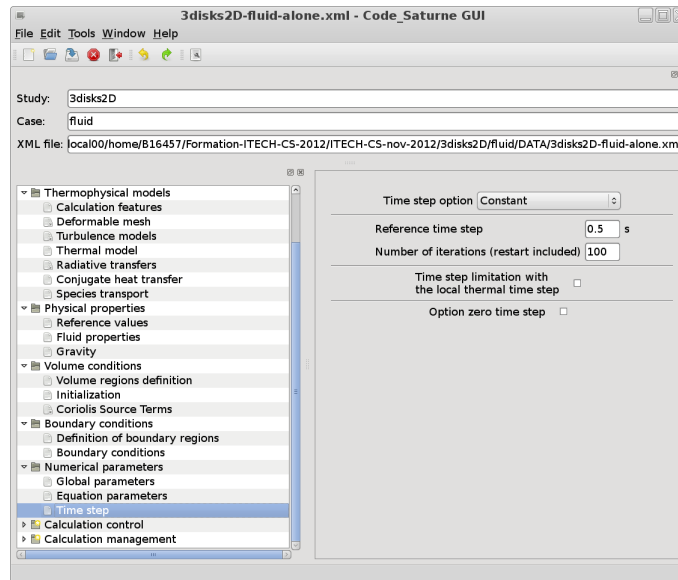 3disks2D-fluid-alone.xml - Code_Saturne GUI
File Edit Tools Window Help
Study: 3disks2D
Case: fluid
XML file: local00/home/B16457/Formation-ITECH-CS-2012/ITECH-CS-nov-2012/3disks2D/fluid/DATA/3disks2D-fluid-alone.xm
Thermophysical models
Calculation features
Deformable mesh
Turbulence models
Thermal model
Radiative transfers
Conjugate heat transfer
Species transport
Physical properties
Reference values
Fluid properties
Gravity
Volume conditions
Volume regions definition
Initialization
Coriolis Source Terms
Boundary conditions
Definition of boundary regions
Boundary conditions
Numerical parameters
Global parameters
Equation parameters
Time step
Calculation control
Calculation management
Time step option Constant
Reference time step 0.5 s
Number of iterations (restart included) 100
Time step limitation with
the local thermal time step
Option zero time step